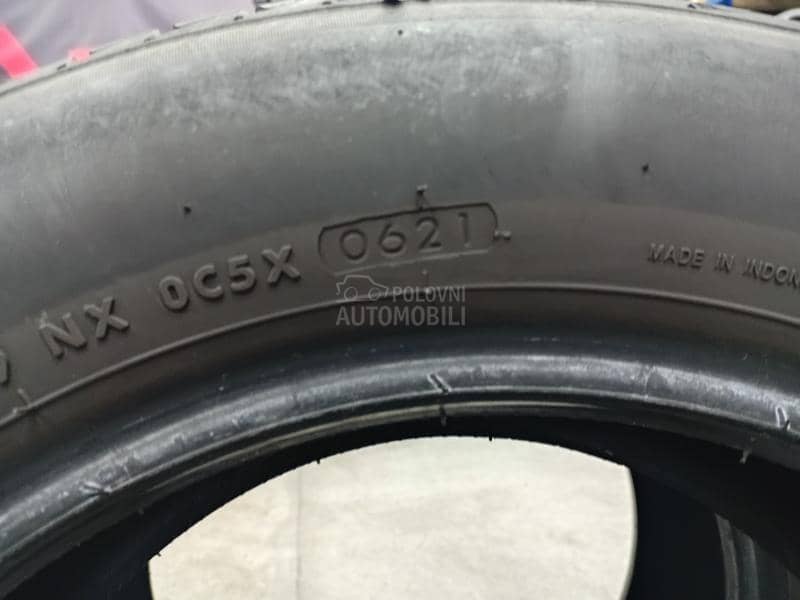 NX 0C5X 0621
MADE IN INDON
POLOVNI
AUTOMOBILI